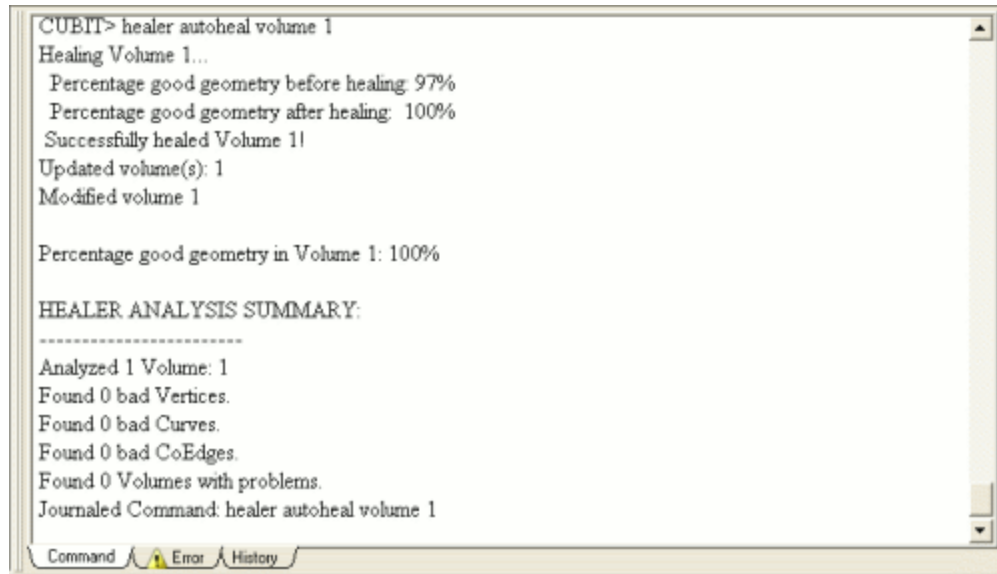 CUBIT> healer autoheal volume 1
Healing Volume 1...
Percentage good geometry before healing: 97%
Percentage good geometry after healing: 100%
Successfully healed Volume 1!
Updated volume(s): 1
Modified volume 1
Percentage good geometry in Volume 1: 100%
HEALER ANALYSIS SUMMARY:
------------------------
Analyzed 1 Volume: 1
Found 0 bad Vertices.
Found 0 bad Curves.
Found 0 bad CoEdges.
Found 0 Volumes with problems.
Journaled Command: healer autoheal volume 1
Command Error History